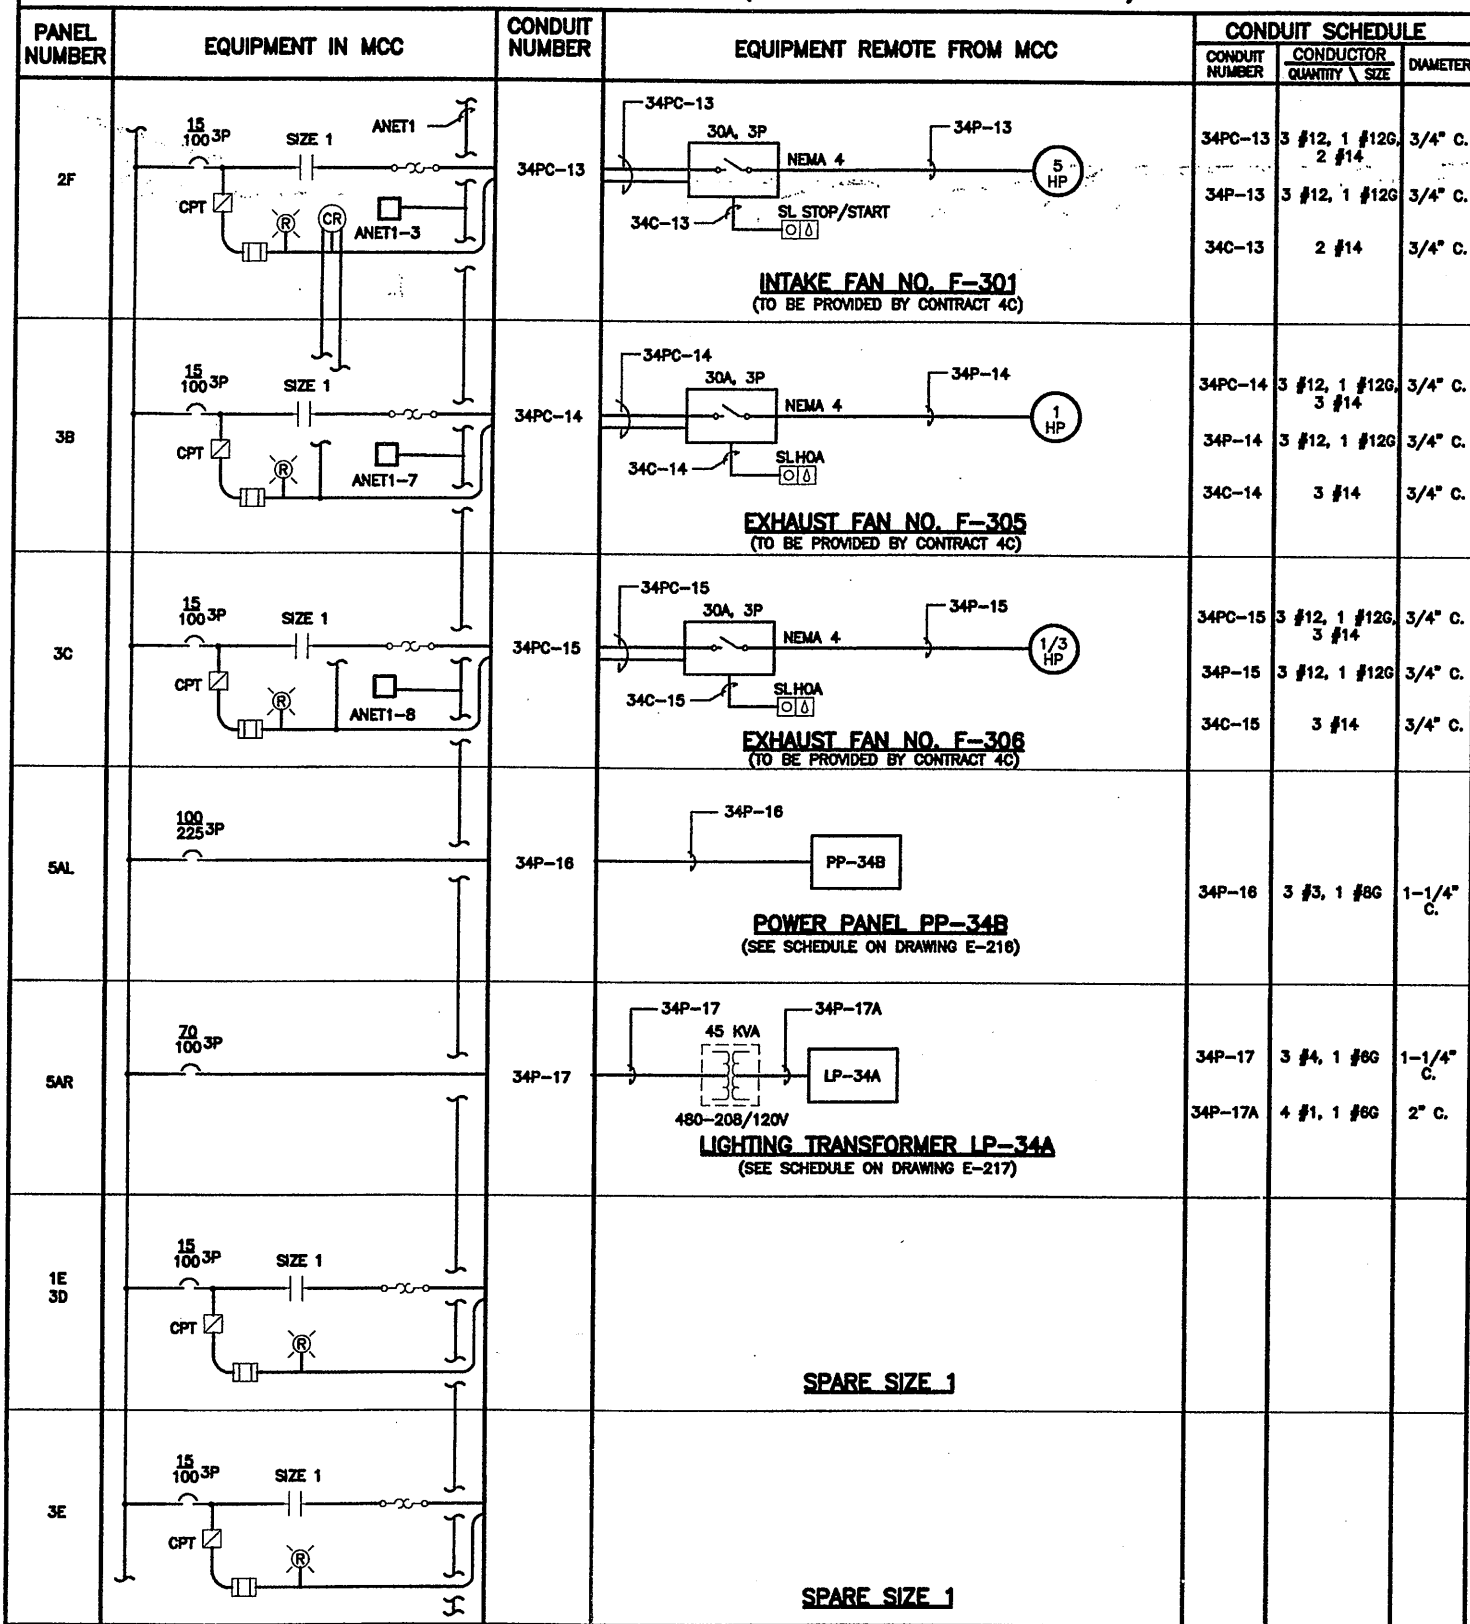 PANEL NUMBER
EQUIPMENT IN MCC
CONDUIT NUMBER
EQUIPMENT REMOTE FROM MCC
CONDUIT SCHEDULE
CONDUIT NUMBER
CONDUCTOR
QUANTITY \ SIZE
DIAMETER
2F
15
100 3P
SIZE 1
ANET1
CPT
R
CR
ANET1-3
34PC-13
34PC-13
30A, 3P
NEMA 4
34P-13
5 HP
34C-13
SL STOP/START
INTAKE FAN NO. F-301
(TO BE PROVIDED BY CONTRACT 4C)
34PC-13 3 #12, 1 #12G, 3/4" C.
2 #14
34P-13 3 #12, 1 #12G 3/4" C.
34C-13 2 #14 3/4" C.
3B
15
100 3P
SIZE 1
CPT
R
ANET1-7
34PC-14
34PC-14
30A, 3P
NEMA 4
34P-14
1 HP
34C-14
SLHOA
EXHAUST FAN NO. F-305
(TO BE PROVIDED BY CONTRACT 4C)
34PC-14 3 #12, 1 #12G, 3/4" C.
3 #14
34P-14 3 #12, 1 #12G 3/4" C.
34C-14 3 #14 3/4" C.
3C
15
100 3P
SIZE 1
CPT
R
ANET1-8
34PC-15
34PC-15
30A, 3P
NEMA 4
34P-15
1/3 HP
34C-15
SLHOA
EXHAUST FAN NO. F-306
(TO BE PROVIDED BY CONTRACT 4C)
34PC-15 3 #12, 1 #12G, 3/4" C.
3 #14
34P-15 3 #12, 1 #12G 3/4" C.
34C-15 3 #14 3/4" C.
5AL
100
225 3P
34P-16
34P-16
PP-34B
POWER PANEL PP-34B
(SEE SCHEDULE ON DRAWING E-216)
34P-16 3 #3, 1 #8G 1-1/4" C.
5AR
70
100 3P
34P-17
34P-17
45 KVA
34P-17A
LP-34A
480-208/120V
LIGHTING TRANSFORMER LP-34A
(SEE SCHEDULE ON DRAWING E-217)
34P-17 3 #4, 1 #6G 1-1/4" C.
34P-17A 4 #1, 1 #6G 2" C.
1E
3D
15
100 3P
SIZE 1
CPT
R
SPARE SIZE 1
3E
15
100 3P
SIZE 1
CPT
R
SPARE SIZE 1